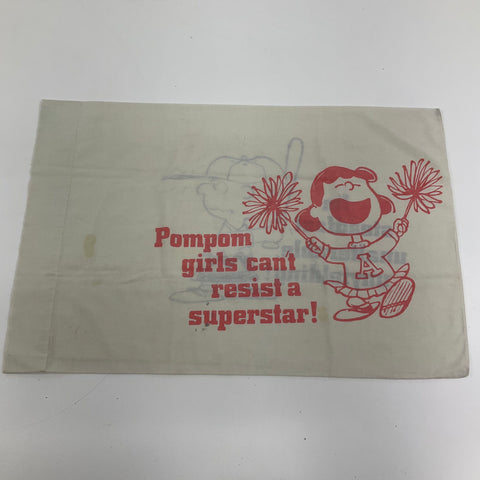 Pompom
girls can't
resist a
superstar!
A